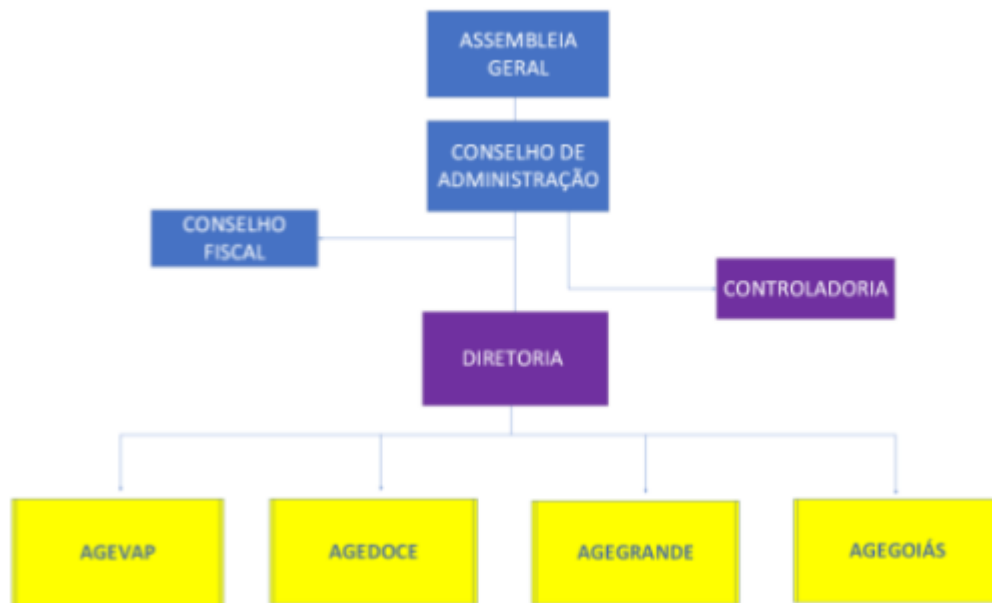 ASSEMBLEIA
GERAL
CONSELHO DE
ADMINISTRAÇÃO
CONSELHO
FISCAL
CONTROLADORIA
DIRETORIA
AGEVAP
AGEDOCE
AGEGRANDE
AGEGOIÁS